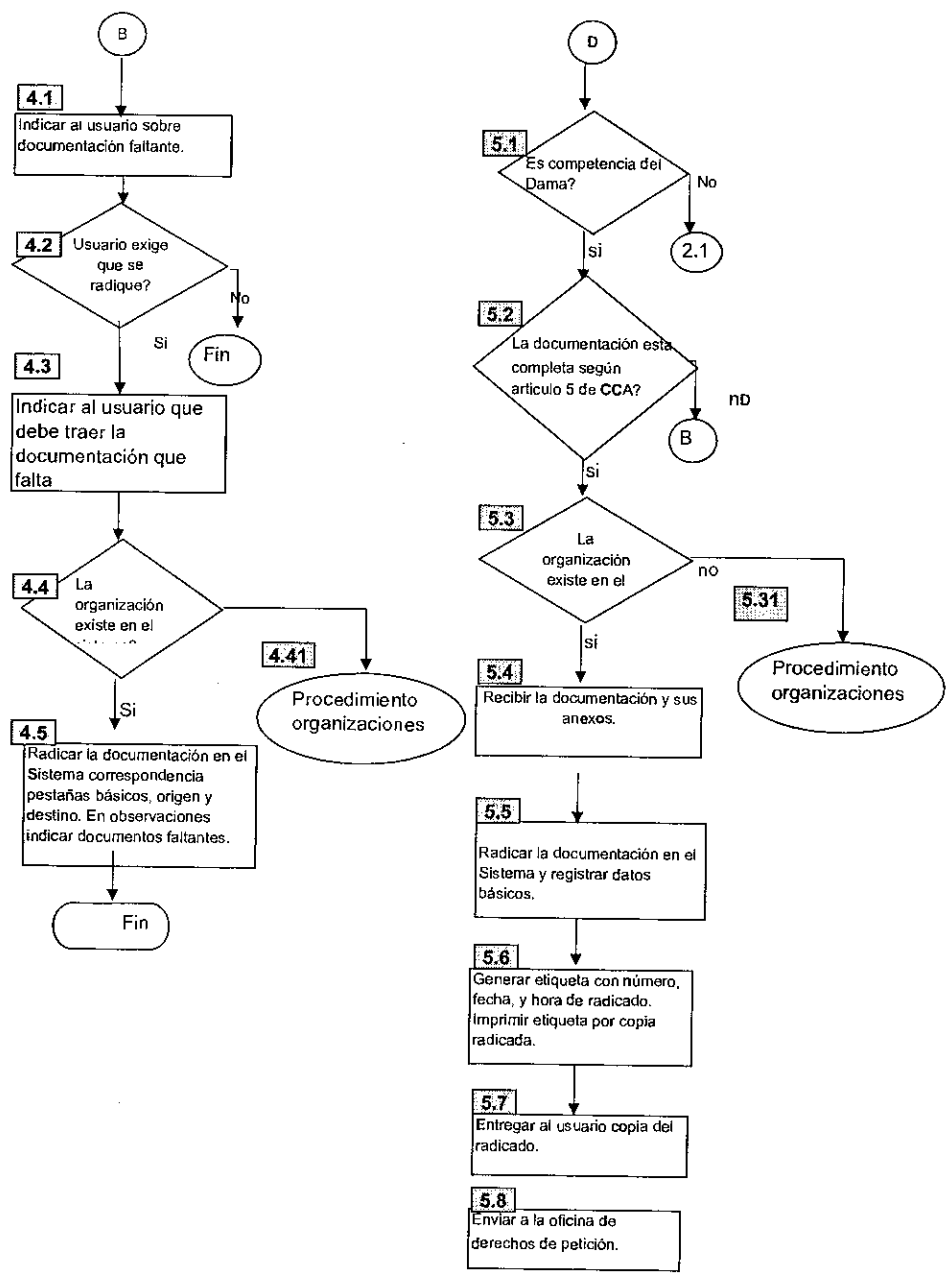 B
4.1
Indicar al usuario sobre
documentación faltante.
4.2
Usuario exige
que se
radique?
No
Si
Fin
4.3
Indicar al usuario que
debe traer la
documentación que
falta
4.4
La
organización
existe en el
4.41
Procedimiento
organizaciones
Si
4.5
Radicar la documentación en el
Sistema correspondencia
pestañas básicos, origen y
destino. En observaciones
indicar documentos faltantes.
Fin
D
5.1
Es competencia del
Dama?
No
2.1
si
5.2
La documentación esta
completa según
articulo 5 de CCA?
nD
B
si
5.3
La
organización
existe en el
no
5.31
Procedimiento
organizaciones
si
5.4
Recibir la documentación y sus
anexos.
5.5
Radicar la documentación en el
Sistema y registrar datos
básicos.
5.6
Generar etiqueta con número,
fecha, y hora de radicado.
Imprimir etiqueta por copia
radicada.
5.7
Entregar al usuario copia del
radicado.
5.8
Enviar a la oficina de
derechos de petición.